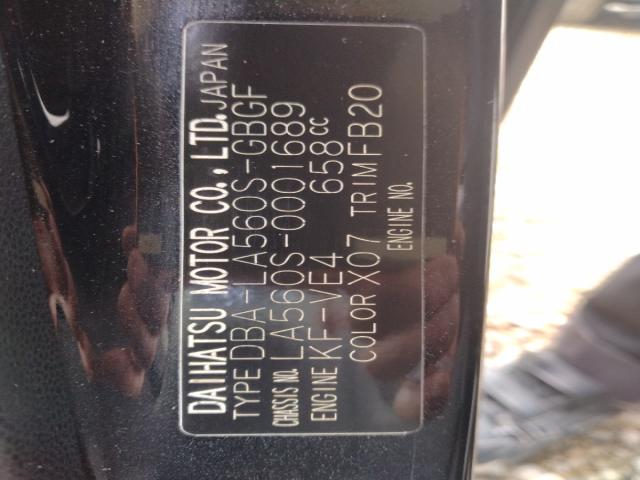 DAIHATSU MOTOR CO., LTD. JAPAN
TYPE DBA-LA560S-GBGF
CHASSIS NO. LA560S-0001689
ENGINE KF-VE4 658cc
COLOR X07 TRIM FB20
ENGINE NO.